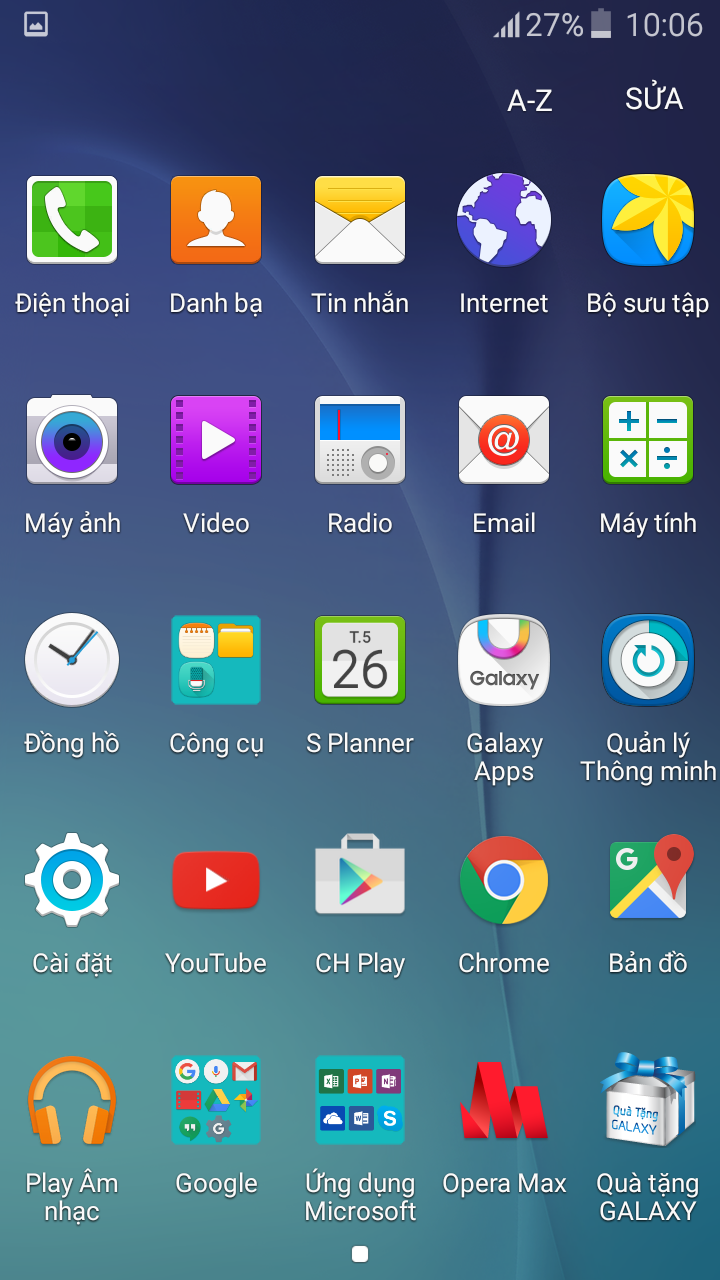 27% 10:06
A-Z SỬA
Điện thoại Danh bạ Tin nhắn Internet Bộ sưu tập
Máy ảnh Video Radio Email Máy tính
T.5
26
Galaxy
Đồng hồ Công cụ S Planner Galaxy Apps Quản lý Thông minh
G
Cài đặt YouTube CH Play Chrome Bản đồ
Quà Tặng
GALAXY
Play Âm nhạc Google Ứng dụng Microsoft Opera Max Quà tặng GALAXY